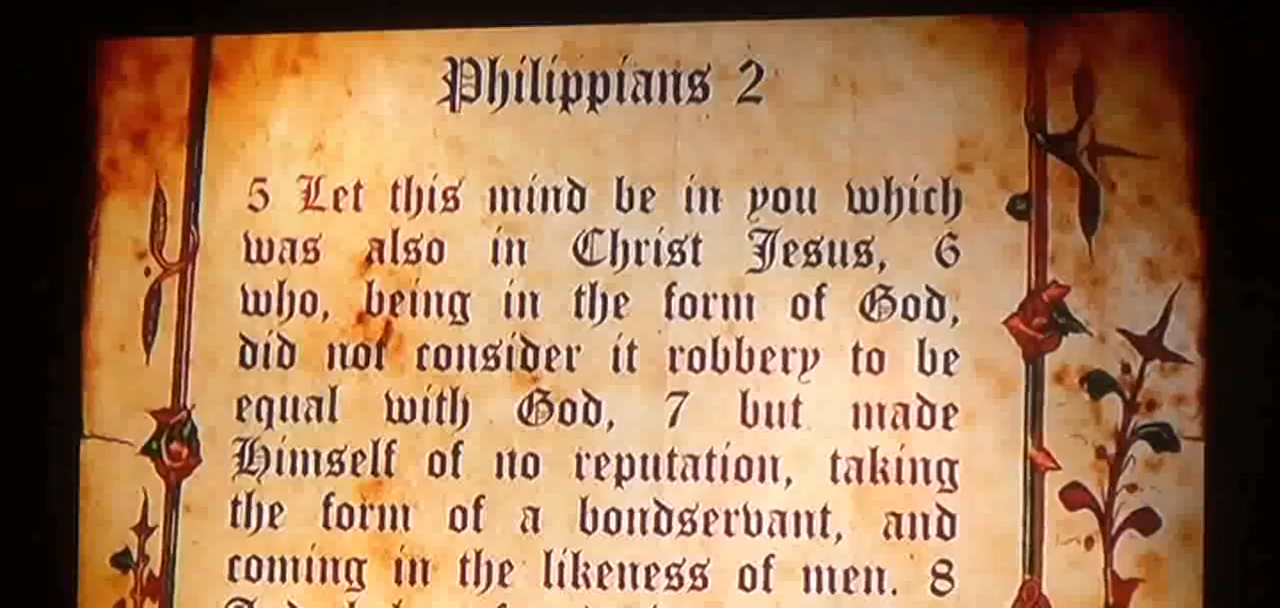 Philippians 2
5 Let this mind be in you which
was also in Christ Jesus, 6
who, being in the form of God,
did not consider it robbery to be
equal with God, 7 but made
Himself of no reputation, taking
the form of a bondservant, and
coming in the likeness of men. 8